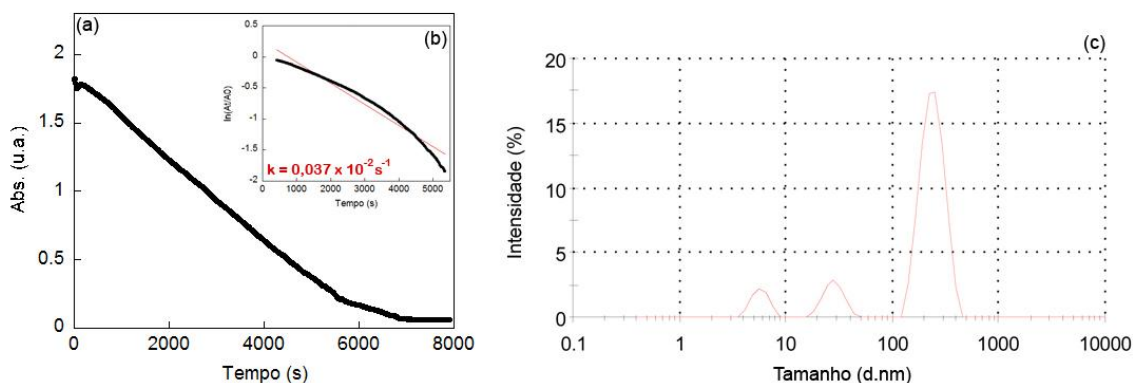 (a)
Abs. (u.a.)
2
1.5
1
0.5
0
0 2000 4000 6000 8000
Tempo (s)
(b)
ln(At/A0)
0.5
0
-0.5
-1
-1.5
-2
k = 0,037 x 10-2 s-1
0 1000 2000 3000 4000 5000
Tempo (s)
(c)
Intensidade (%)
20
15
10
5
0
0.1 1 10 100 1000 10000
Tamanho (d.nm)